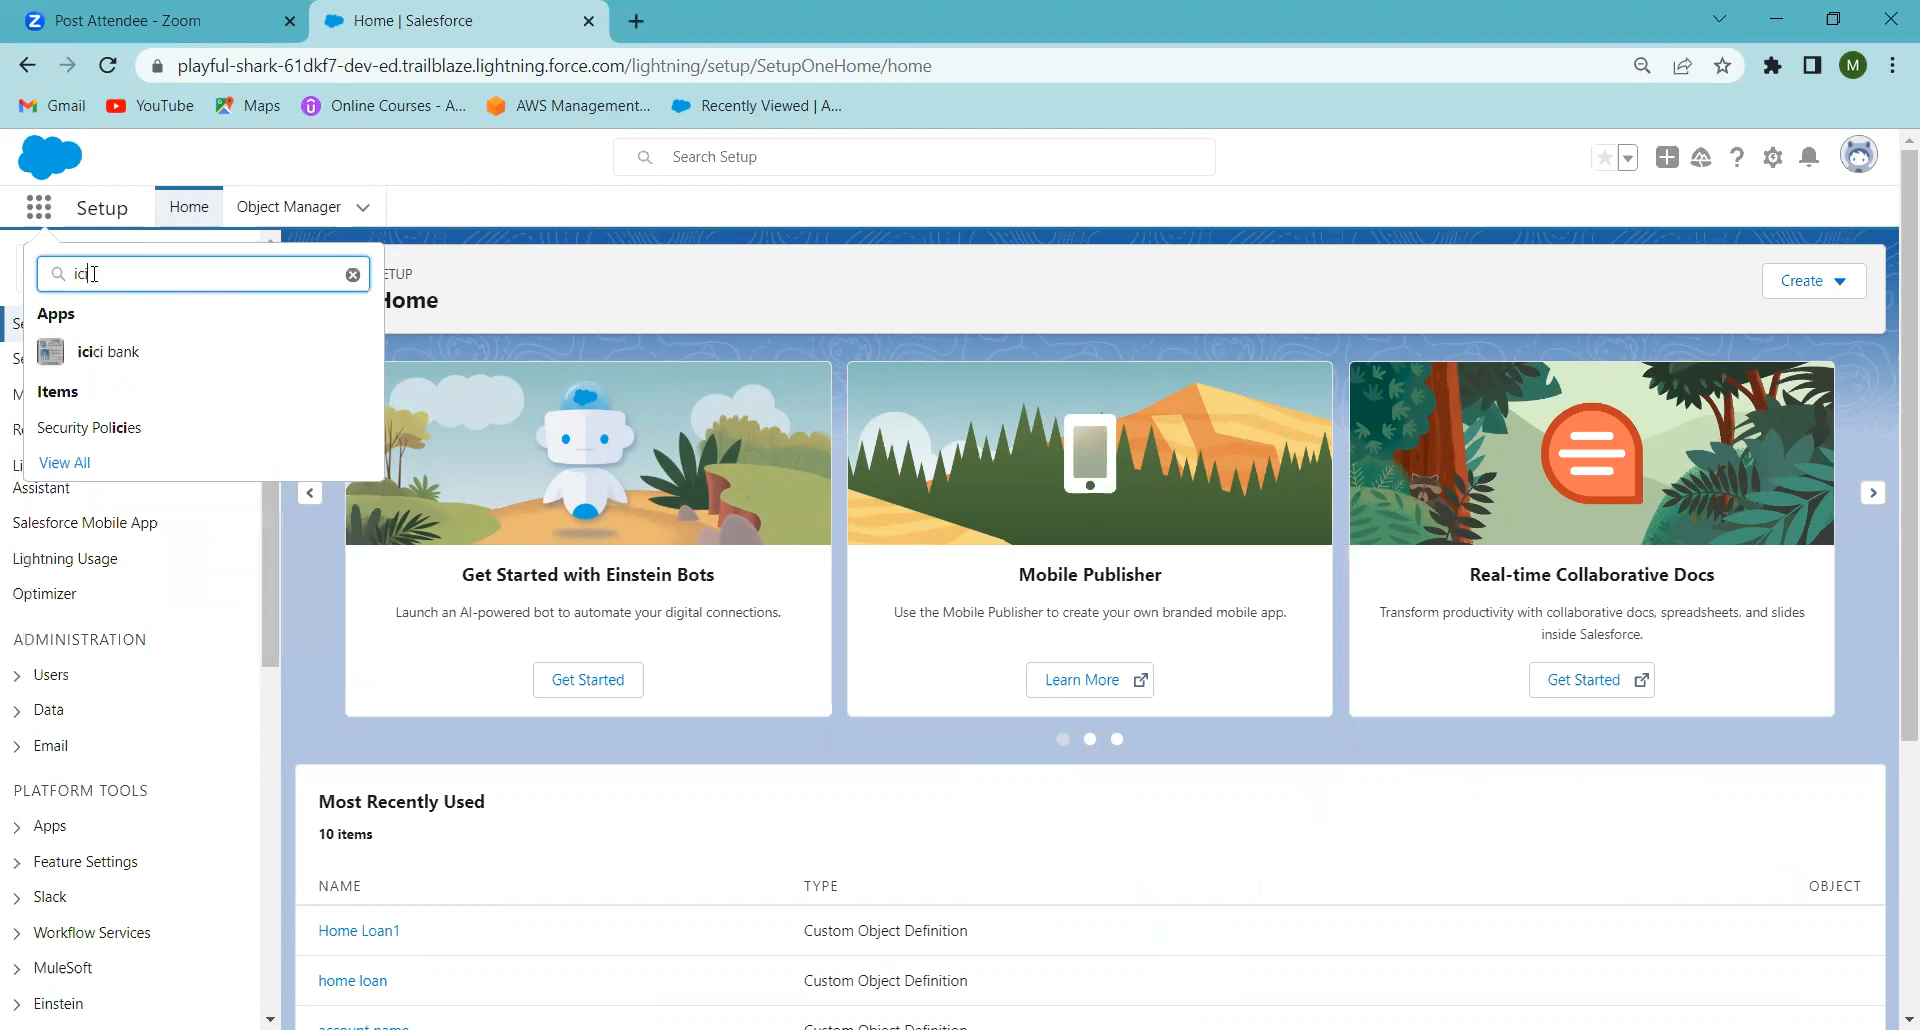 Post Attendee - Zoom
Home | Salesforce
playful-shark-61dkf7-dev-ed.trailblaze.lightning.force.com/lightning/setup/SetupOneHome/home
M
Gmail
YouTube
Maps
Online Courses - A...
AWS Management...
Recently Viewed | A...
Search Setup
Setup
Home
Object Manager
ici
Apps
icici bank
Items
Security Policies
View All
ETUP
Home
Create
Assistant
Salesforce Mobile App
Lightning Usage
Optimizer
ADMINISTRATION
Users
Data
Email
PLATFORM TOOLS
Apps
Feature Settings
Slack
Workflow Services
MuleSoft
Einstein
Get Started with Einstein Bots
Launch an AI-powered bot to automate your digital connections.
Get Started
Mobile Publisher
Use the Mobile Publisher to create your own branded mobile app.
Learn More
Real-time Collaborative Docs
Transform productivity with collaborative docs, spreadsheets, and slides
inside Salesforce.
Get Started
Most Recently Used
10 items
NAME TYPE OBJECT
Home Loan1 Custom Object Definition
home loan Custom Object Definition
account name Custom Object Definition